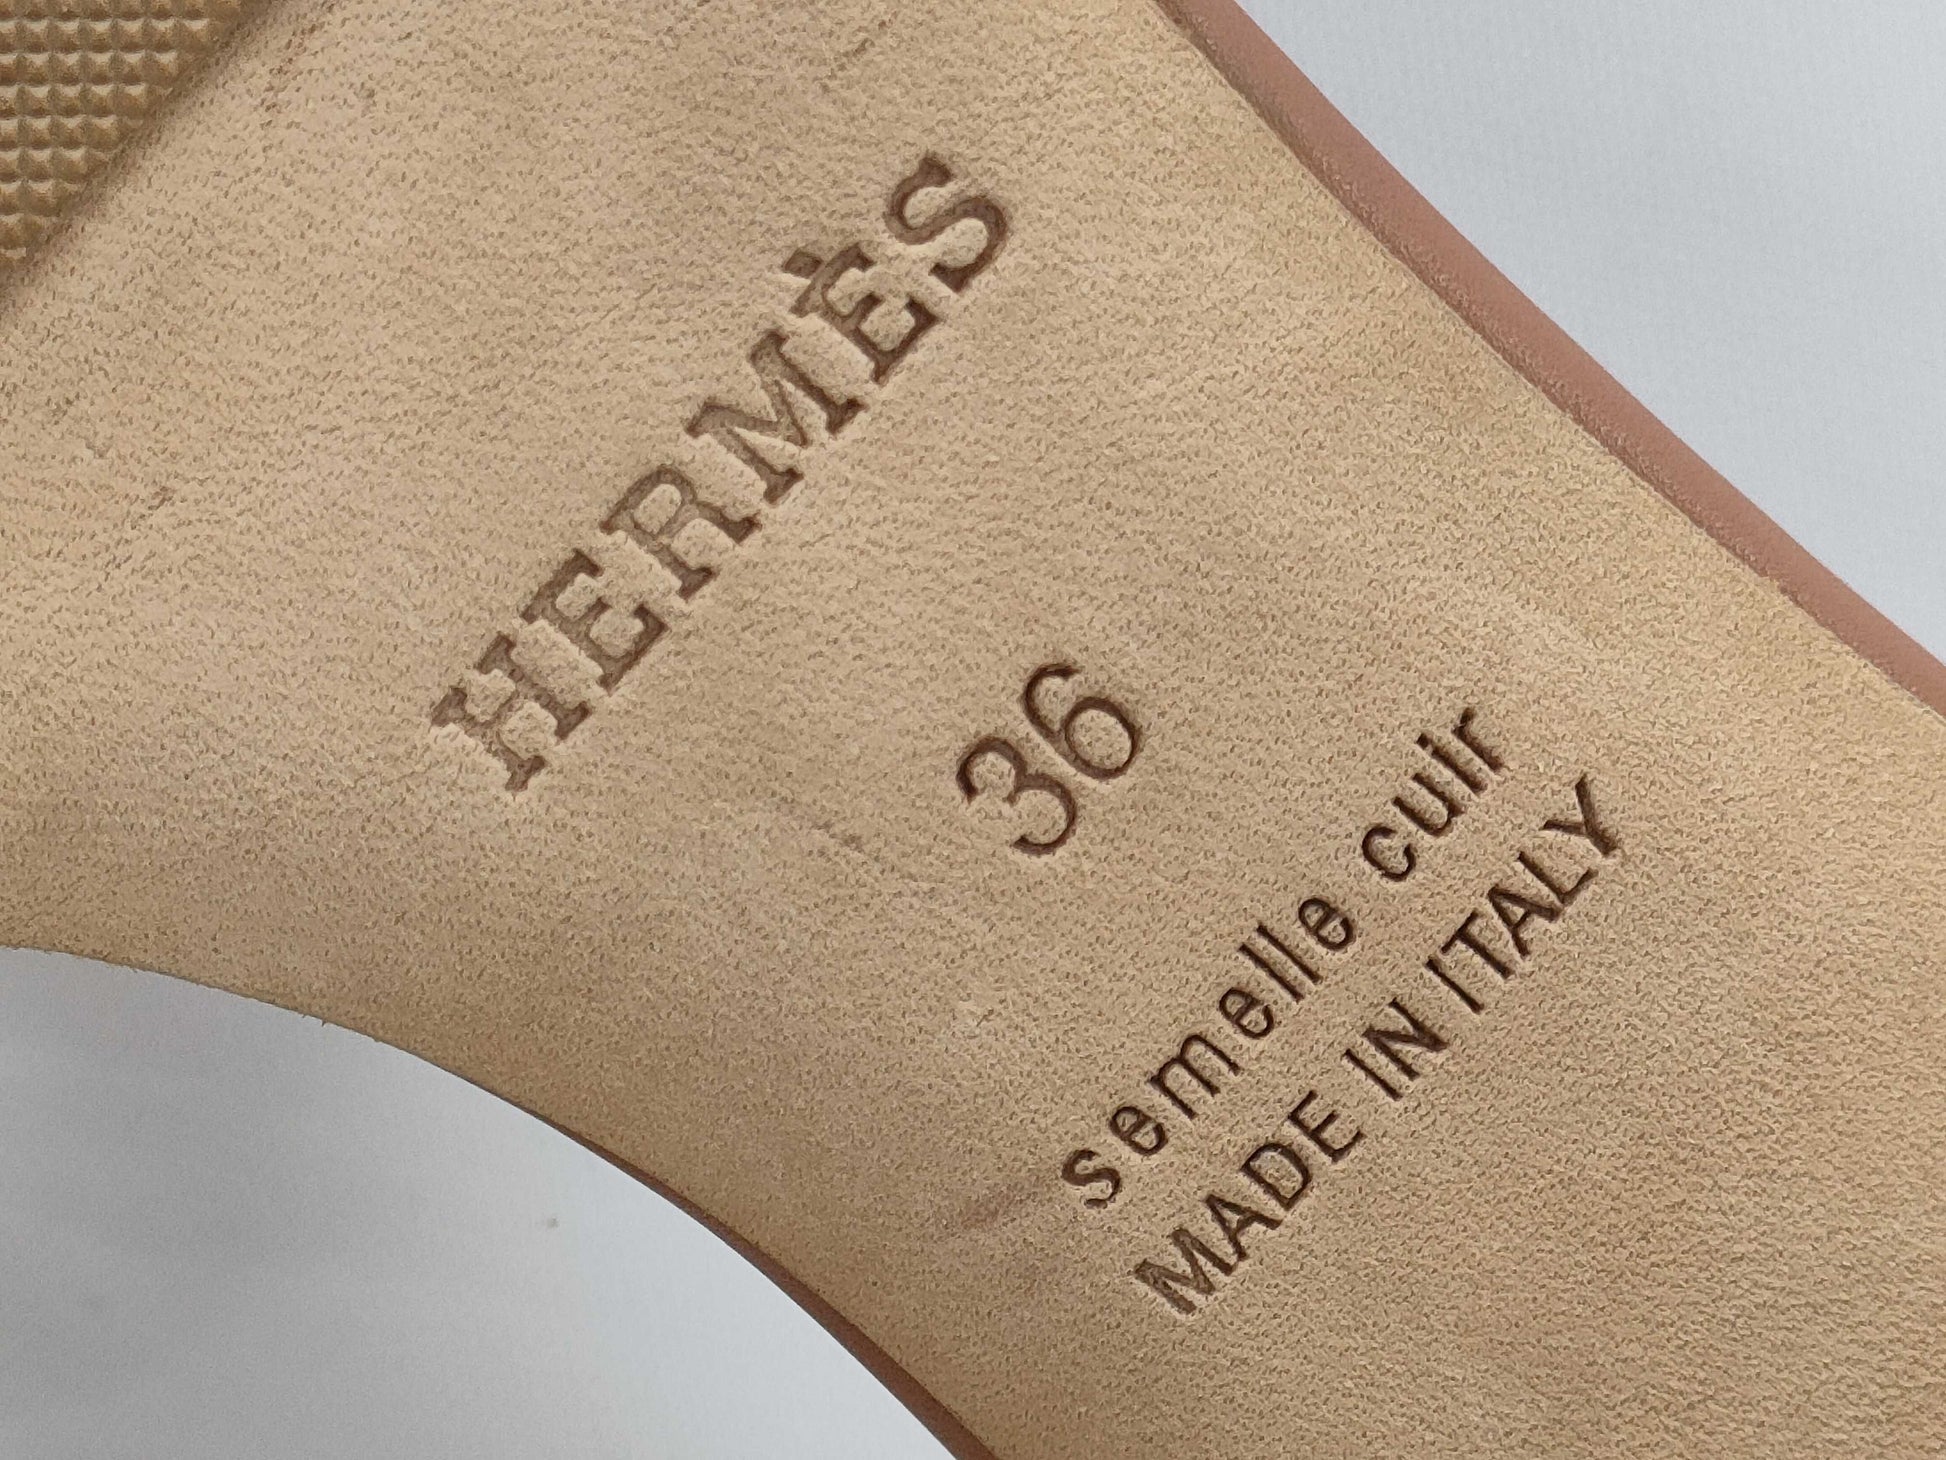 HERMÈS
36
semelle cuir
MADE IN ITALY